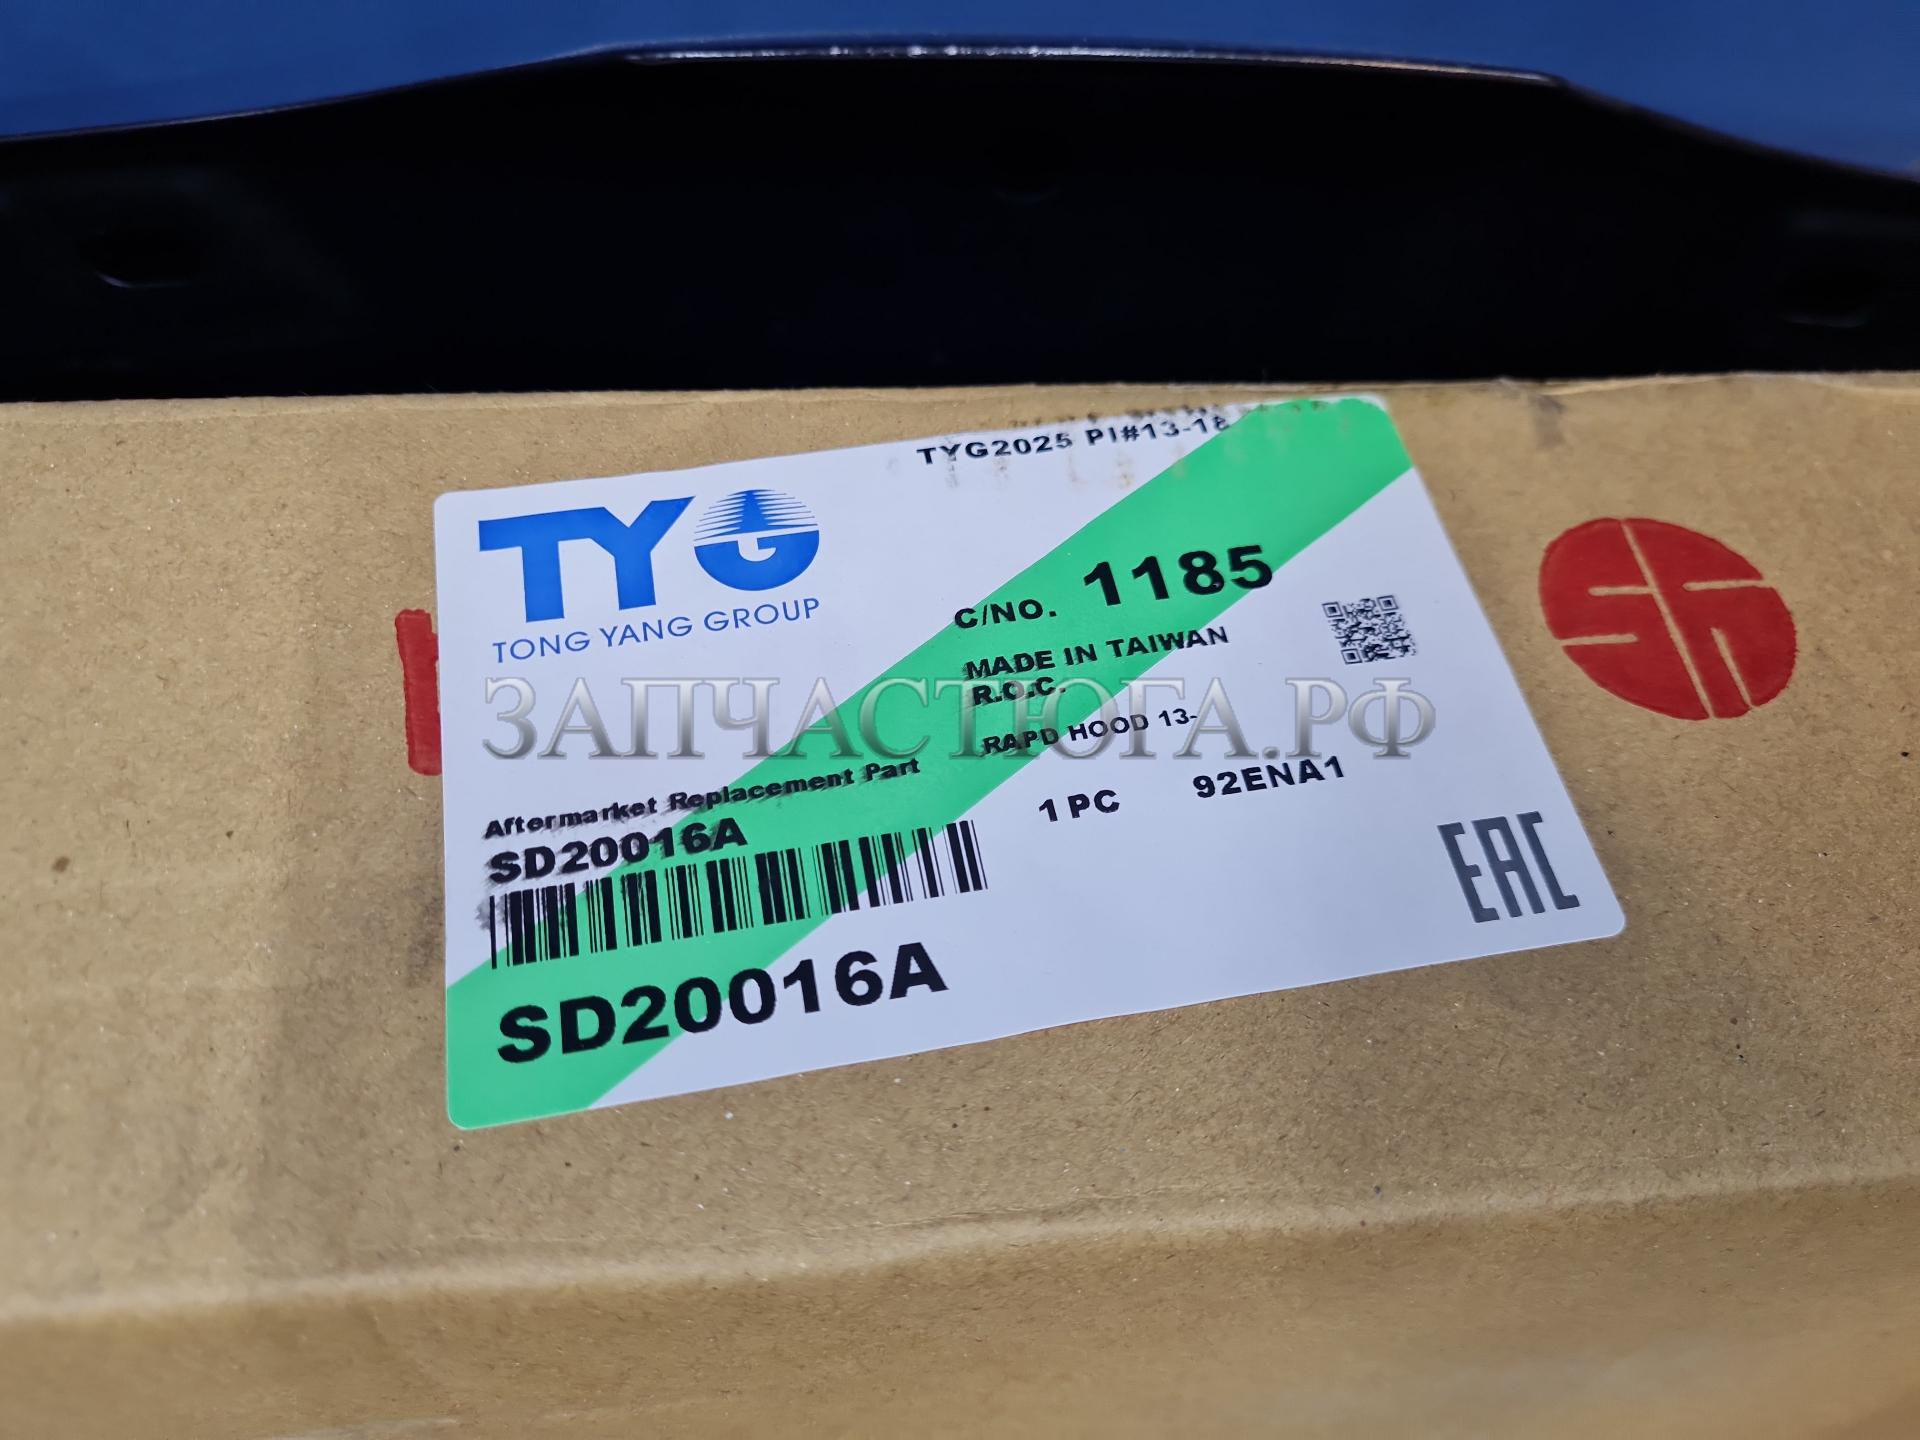 TYG2025 PI#13-18
TYG
TONG YANG GROUP
C/No. 1185
MADE IN TAIWAN
R.O.C.
ЗАПЧАСТЮГА.РФ
RAPD HOOD 13-
Aftermarket Replacement Part
1 PC 92ENA1
SD20016A
EAC
SD20016A